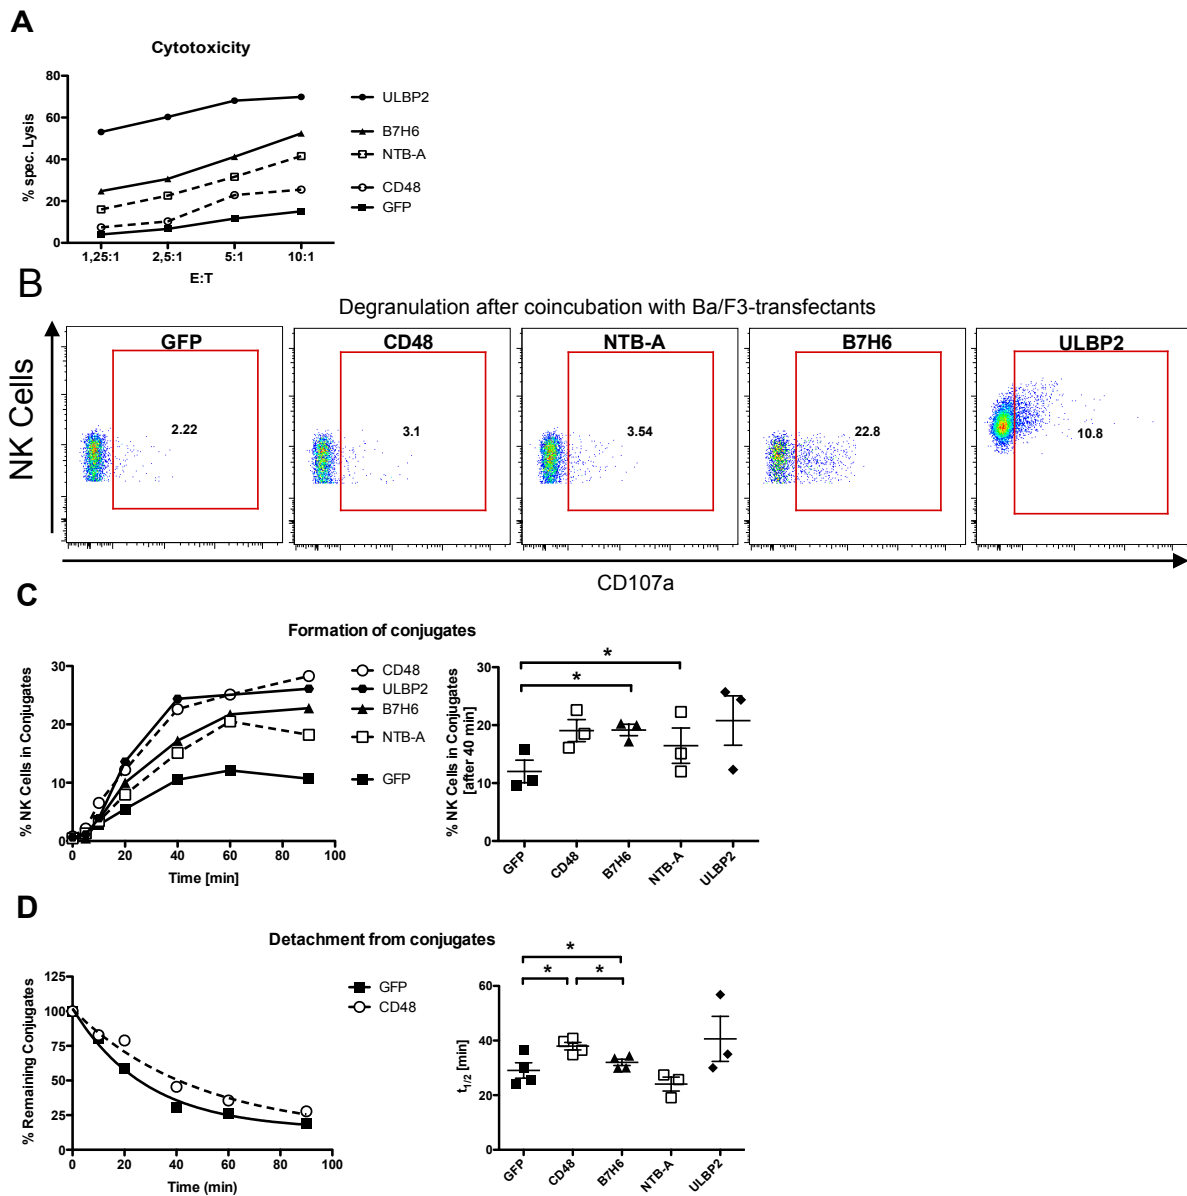 A
Cytotoxicity
% spec. Lysis
80
60
40
20
0
1,25:1 2,5:1 5:1 10:1
E:T
ULBP2
B7H6
NTB-A
CD48
GFP
B
Degranulation after coincubation with Ba/F3-transfectants
NK Cells
GFP CD48 NTB-A B7H6 ULBP2
2.22 3.1 3.54 22.8 10.8
CD107a
C
Formation of conjugates
% NK Cells in Conjugates
30
20
10
0
0 20 40 60 80 100
Time [min]
CD48
ULBP2
B7H6
NTB-A
GFP
% NK Cells in Conjugates
[after 40 min]
30
20
10
0
* 
*
GFP CD48 B7H6 NTB-A ULBP2
D
Detachment from conjugates
% Remaining Conjugates
125
100
75
50
25
0
0 20 40 60 80 100
Time (min)
GFP
CD48
t1/2 [min]
60
40
20
0
*
* *
GFP CD48 B7H6 NTB-A ULBP2